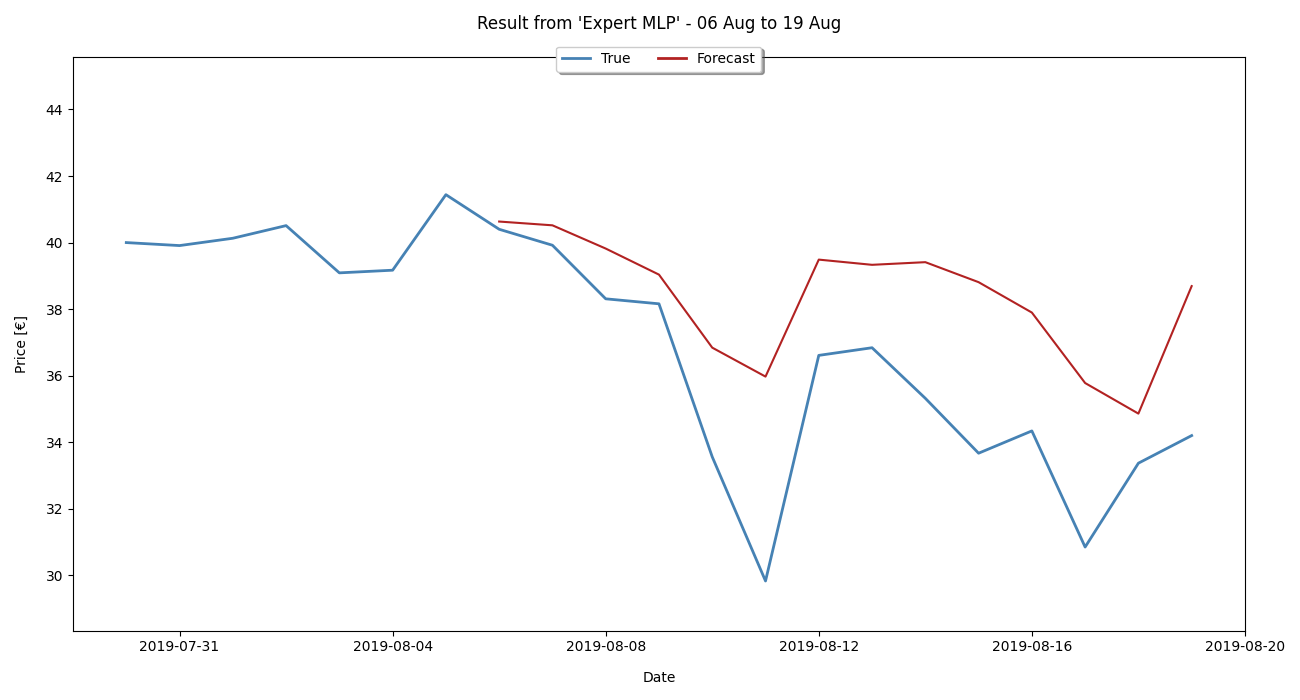 Result from 'Expert MLP' - 06 Aug to 19 Aug
True Forecast
44
42
40
38
36
34
32
30
Price [€]
2019-07-31 2019-08-04 2019-08-08 2019-08-12 2019-08-16 2019-08-20
Date